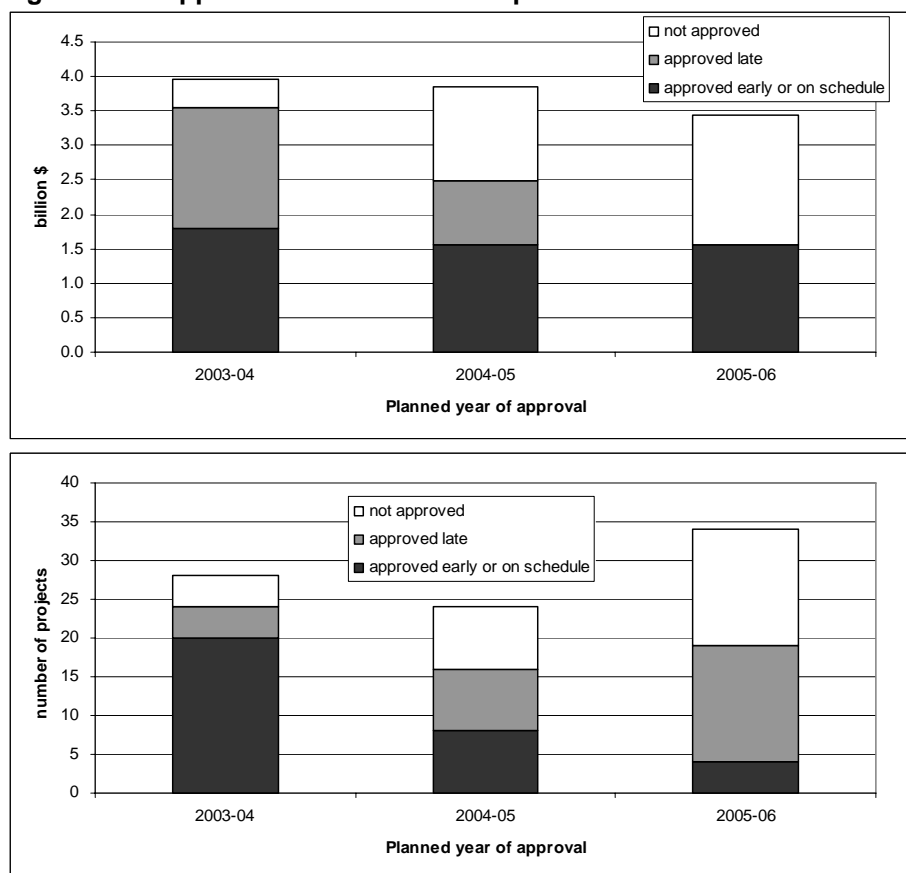 not approved
approved late
approved early or on schedule
4.5
4.0
3.5
3.0
2.5
2.0
1.5
1.0
0.5
0.0
billion $
2003-04 2004-05 2005-06
Planned year of approval
40
35
30
25
20
15
10
5
0
number of projects
not approved
approved late
approved early or on schedule
2003-04 2004-05 2005-06
Planned year of approval